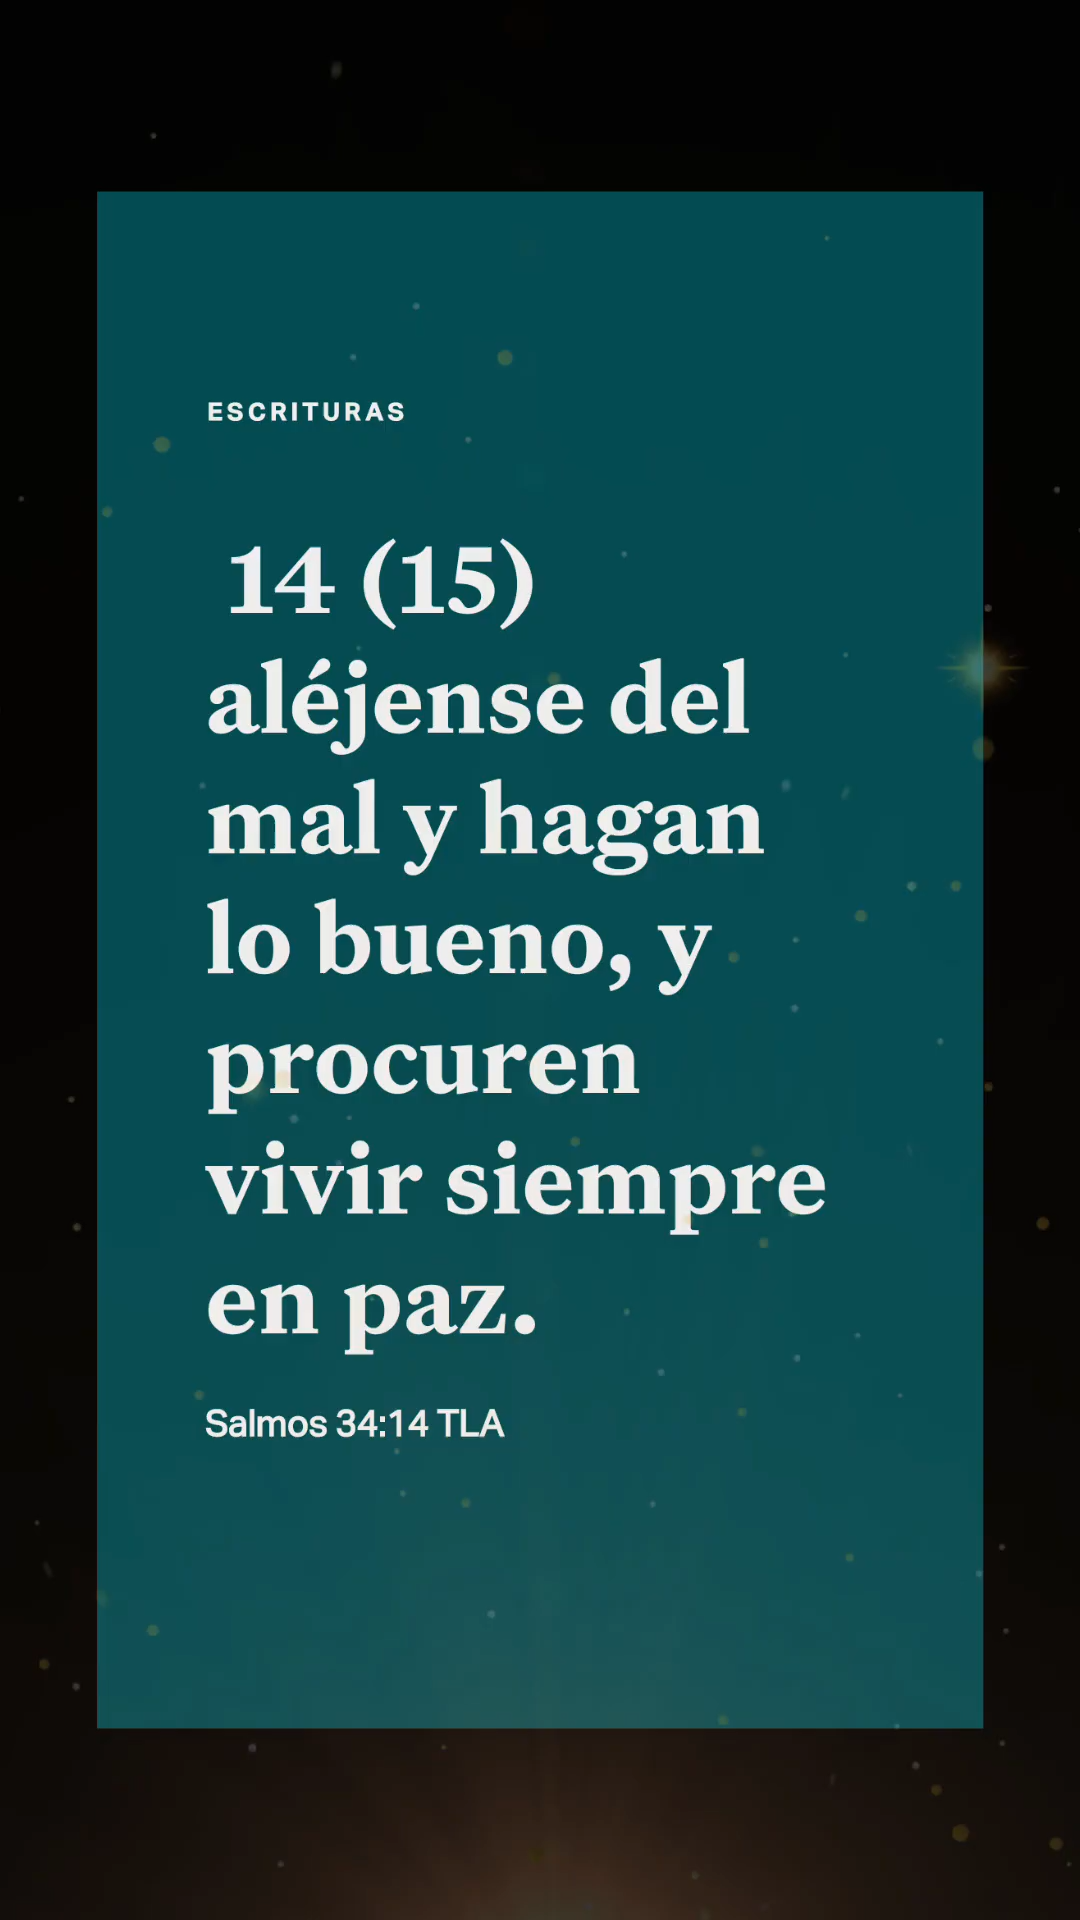 ESCRITURAS
14 (15)
aléjense del
mal y hagan
lo bueno, y
procuren
vivir siempre
en paz.
Salmos 34:14 TLA